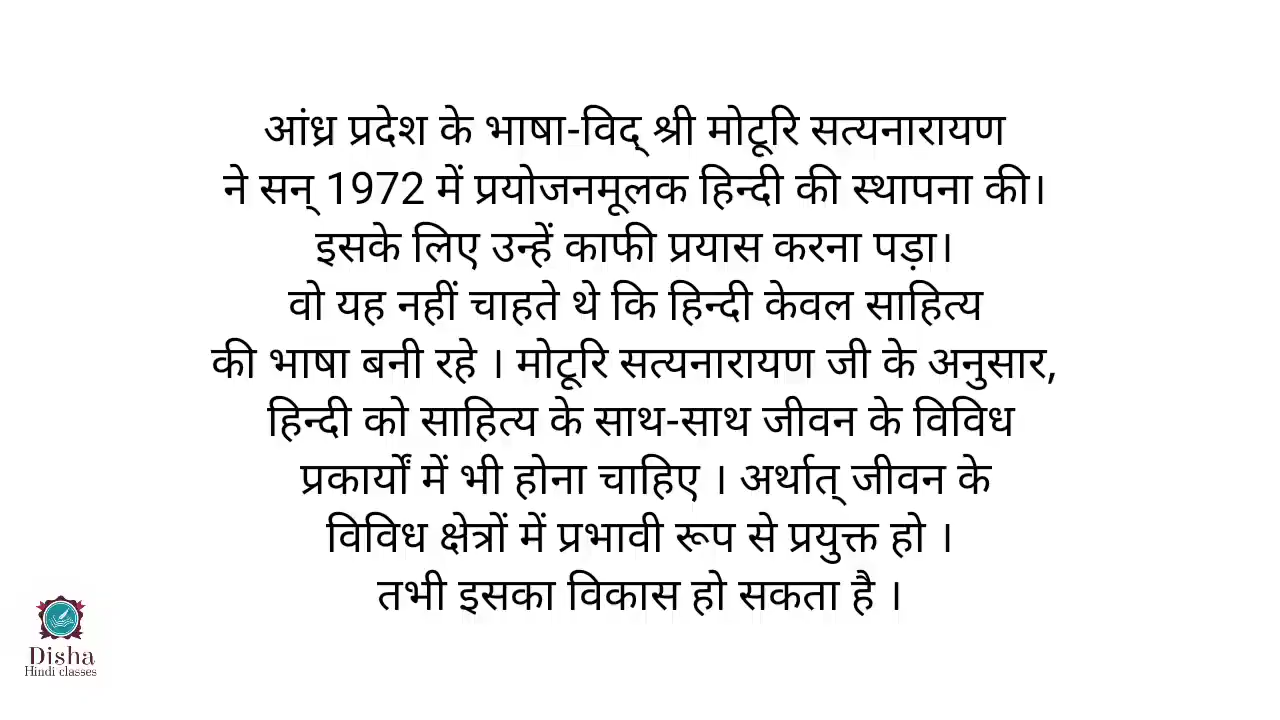 आंध्र प्रदेश के भाषा-विद् श्री मोटूरि सत्यनारायण
ने सन् 1972 में प्रयोजनमूलक हिन्दी की स्थापना की।
इसके लिए उन्हें काफी प्रयास करना पड़ा।
वो यह नहीं चाहते थे कि हिन्दी केवल साहित्य
की भाषा बनी रहे । मोटूरि सत्यनारायण जी के अनुसार,
हिन्दी को साहित्य के साथ-साथ जीवन के विविध
प्रकार्यों में भी होना चाहिए । अर्थात् जीवन के
विविध क्षेत्रों में प्रभावी रूप से प्रयुक्त हो ।
तभी इसका विकास हो सकता है ।
Disha
Hindi classes